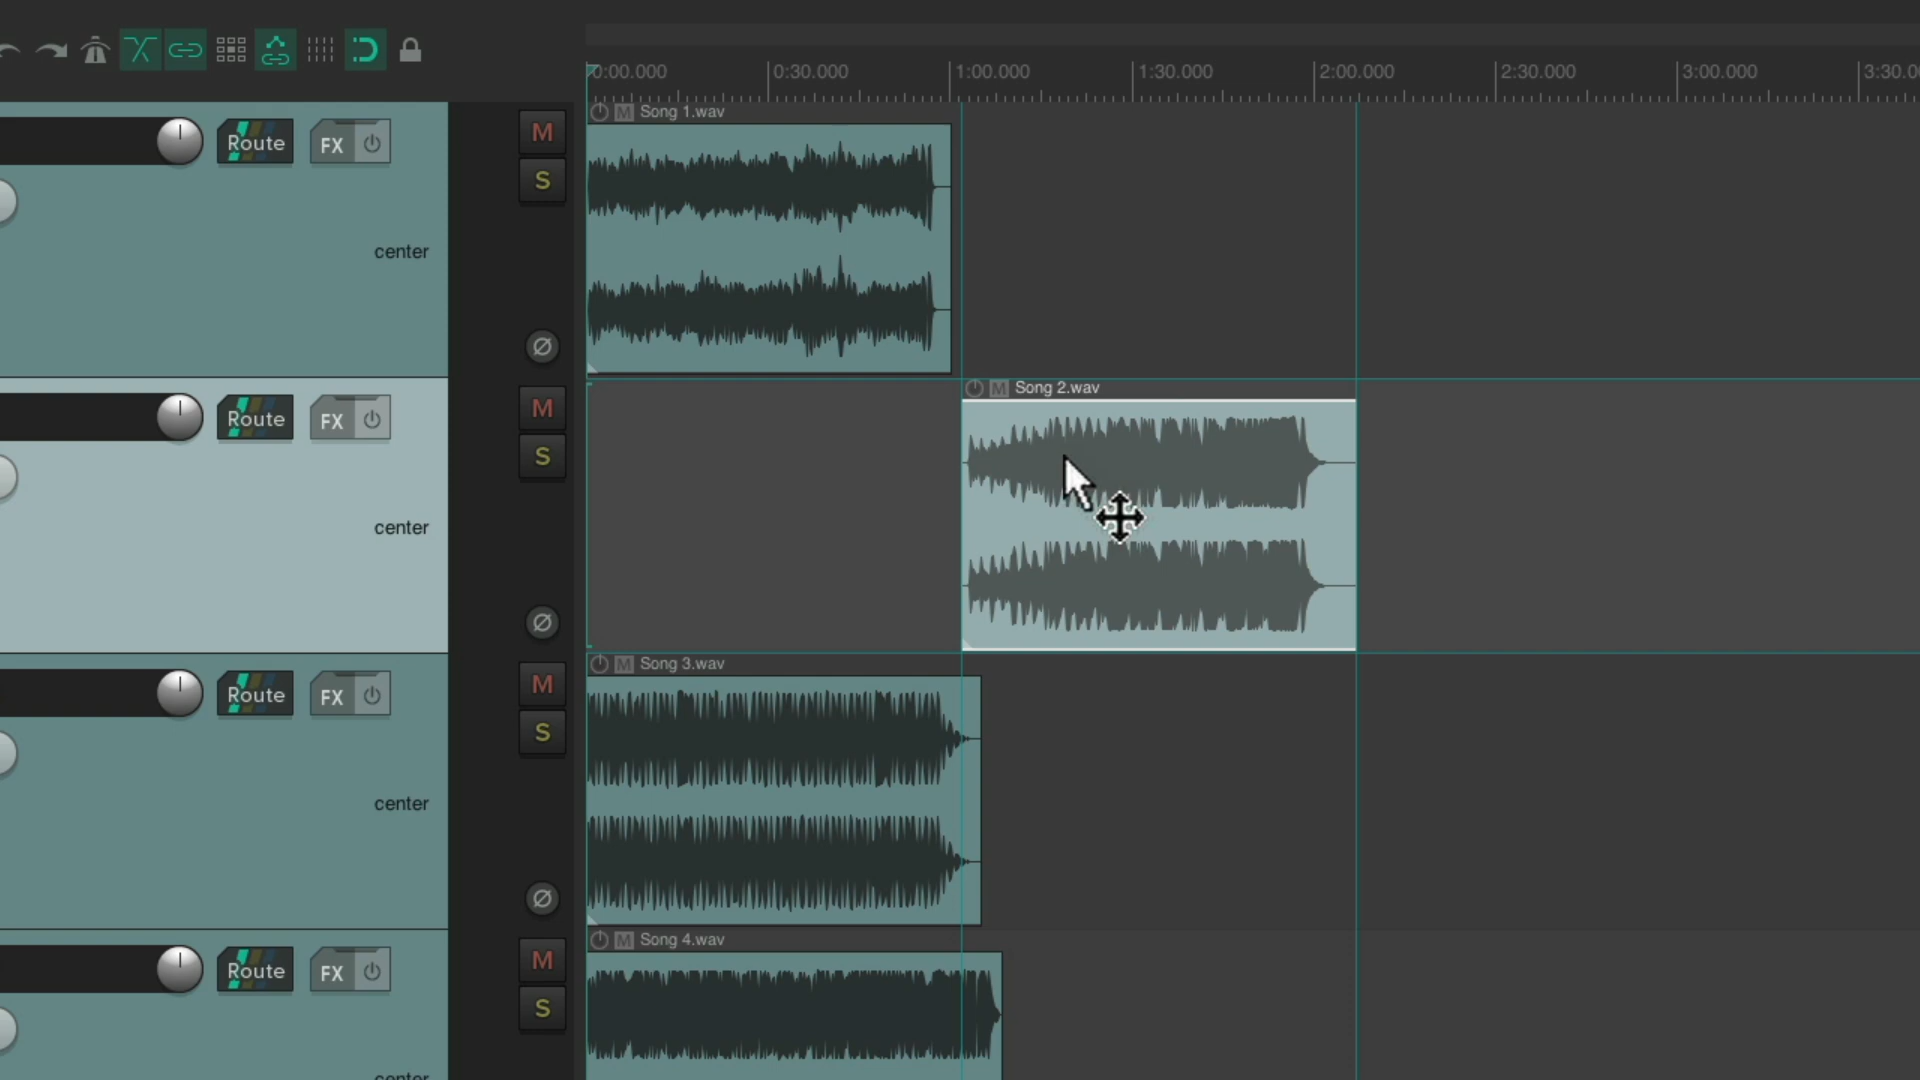 0:00.000 0:30.000 1:00.000 1:30.000 2:00.000 2:30.000 3:00.000 3:30.0
M Song 1.wav
Route FX M
S
center
M Song 2.wav
Route FX M
S
center
M Song 3.wav
Route FX M
S
center
M Song 4.wav
Route FX M
S
center